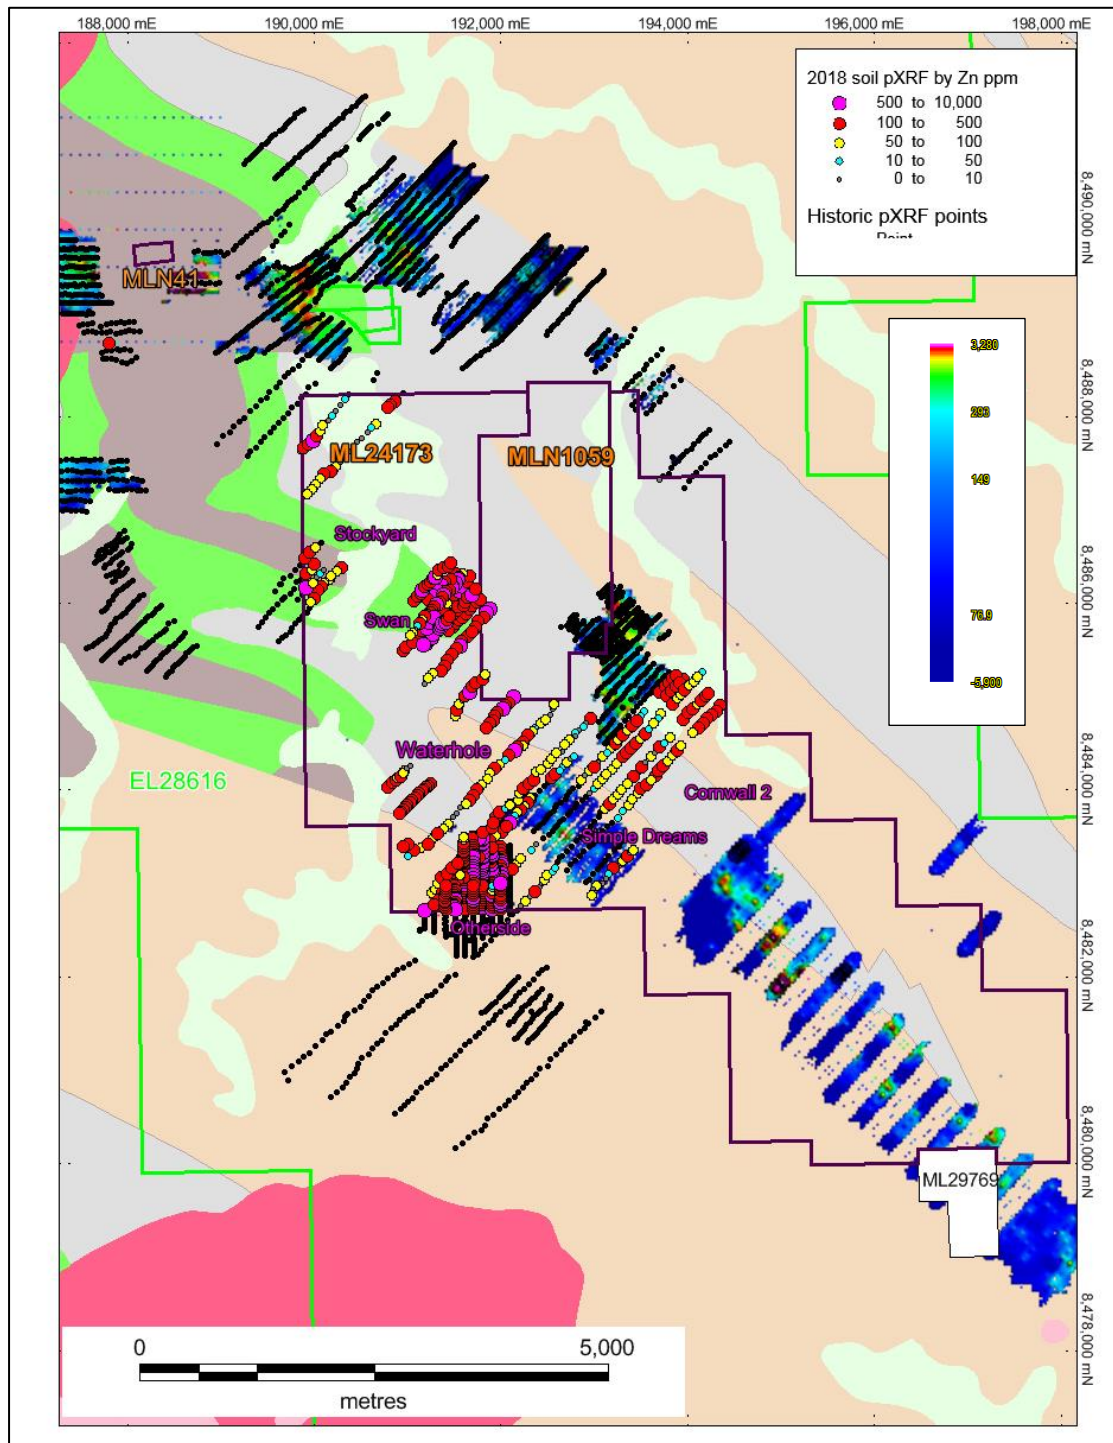 188,000 mE 190,000 mE 192,000 mE 194,000 mE 196,000 mE 198,000 mE
2018 soil pXRF by Zn ppm
500 to 10,000
100 to 500
50 to 100
10 to 50
0 to 10
Historic pXRF points
Point
8,490,000 mN
MLN41
3,280
293
149
76.9
-5,900
8,488,000 mN
ML24173
MLN1059
Stockyard
8,486,000 mN
Swan
Waterhole
EL28616
8,484,000 mN
Cornwall 2
Simple Dreams
Otherside
8,482,000 mN
8,480,000 mN
ML29769
8,478,000 mN
0 5,000
metres